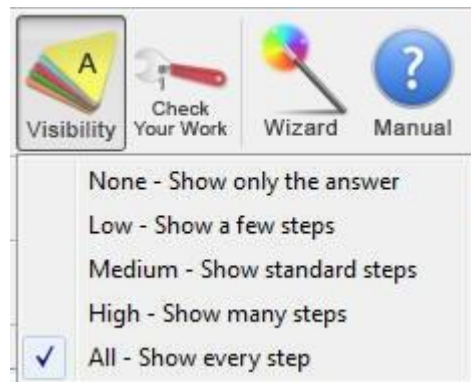 A
?
1
Visibility
Check
Your Work
Wizard
Manual
None - Show only the answer
Low - Show a few steps
Medium - Show standard steps
High - Show many steps
All - Show every step